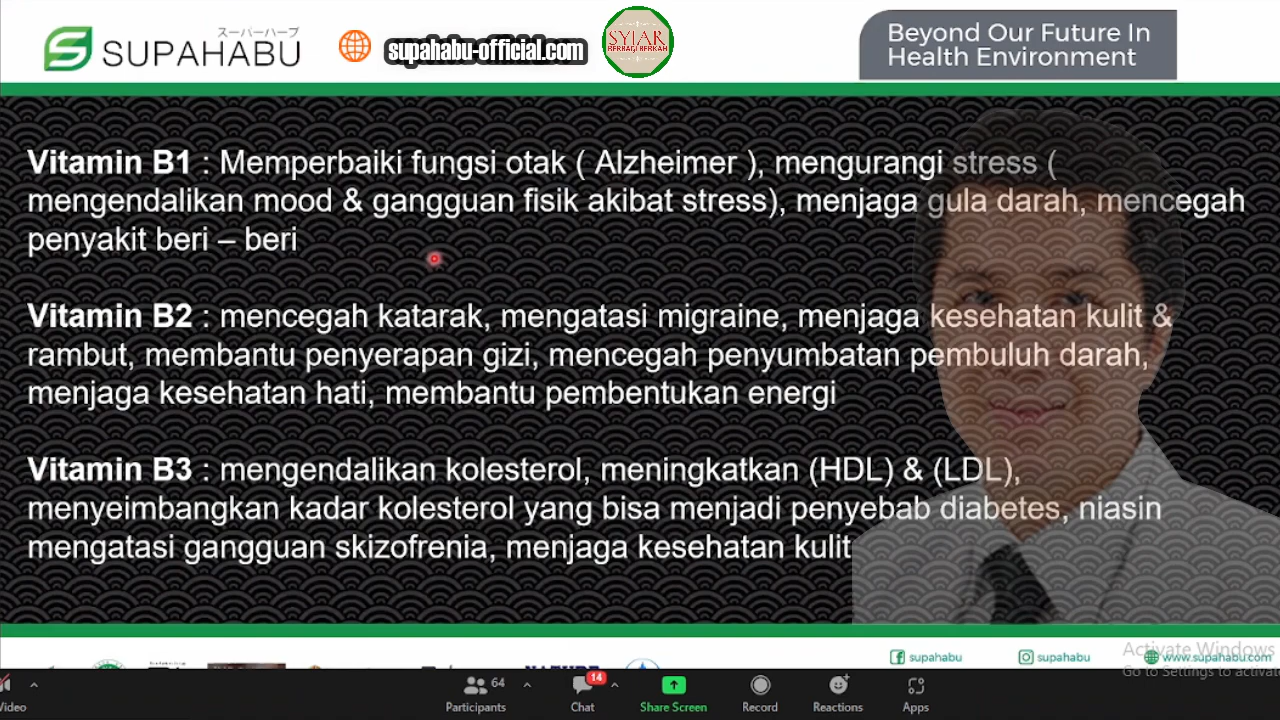 スーパーハーブ
SUPAHABU
supahabu-official.com
SYIAR
BERBAGI BERKAH
Beyond Our Future In
Health Environment
Vitamin B1 : Memperbaiki fungsi otak ( Alzheimer ), mengurangi stress (
mengendalikan mood & gangguan fisik akibat stress), menjaga gula darah, mencegah
penyakit beri – beri
Vitamin B2 : mencegah katarak, mengatasi migraine, menjaga kesehatan kulit &
rambut, membantu penyerapan gizi, mencegah penyumbatan pembuluh darah,
menjaga kesehatan hati, membantu pembentukan energi
Vitamin B3 : mengendalikan kolesterol, meningkatkan (HDL) & (LDL),
menyeimbangkan kadar kolesterol yang bisa menjadi penyebab diabetes, niasin
mengatasi gangguan skizofrenia, menjaga kesehatan kulit
supahabu
supahabu
www.supahabu.com
Activate Windows
Go to Settings to activate
Video
64
Participants
14
Chat
Share Screen
Record
Reactions
Apps